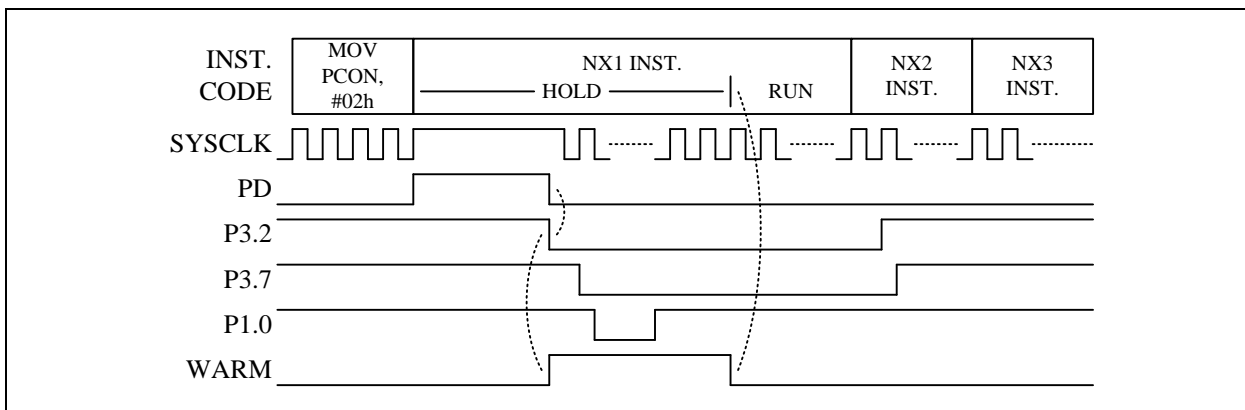 INST.
CODE
MOV
PCON,
#02h
NX1 INST.
HOLD
RUN
NX2
INST.
NX3
INST.
SYSCLK
PD
P3.2
P3.7
P1.0
WARM